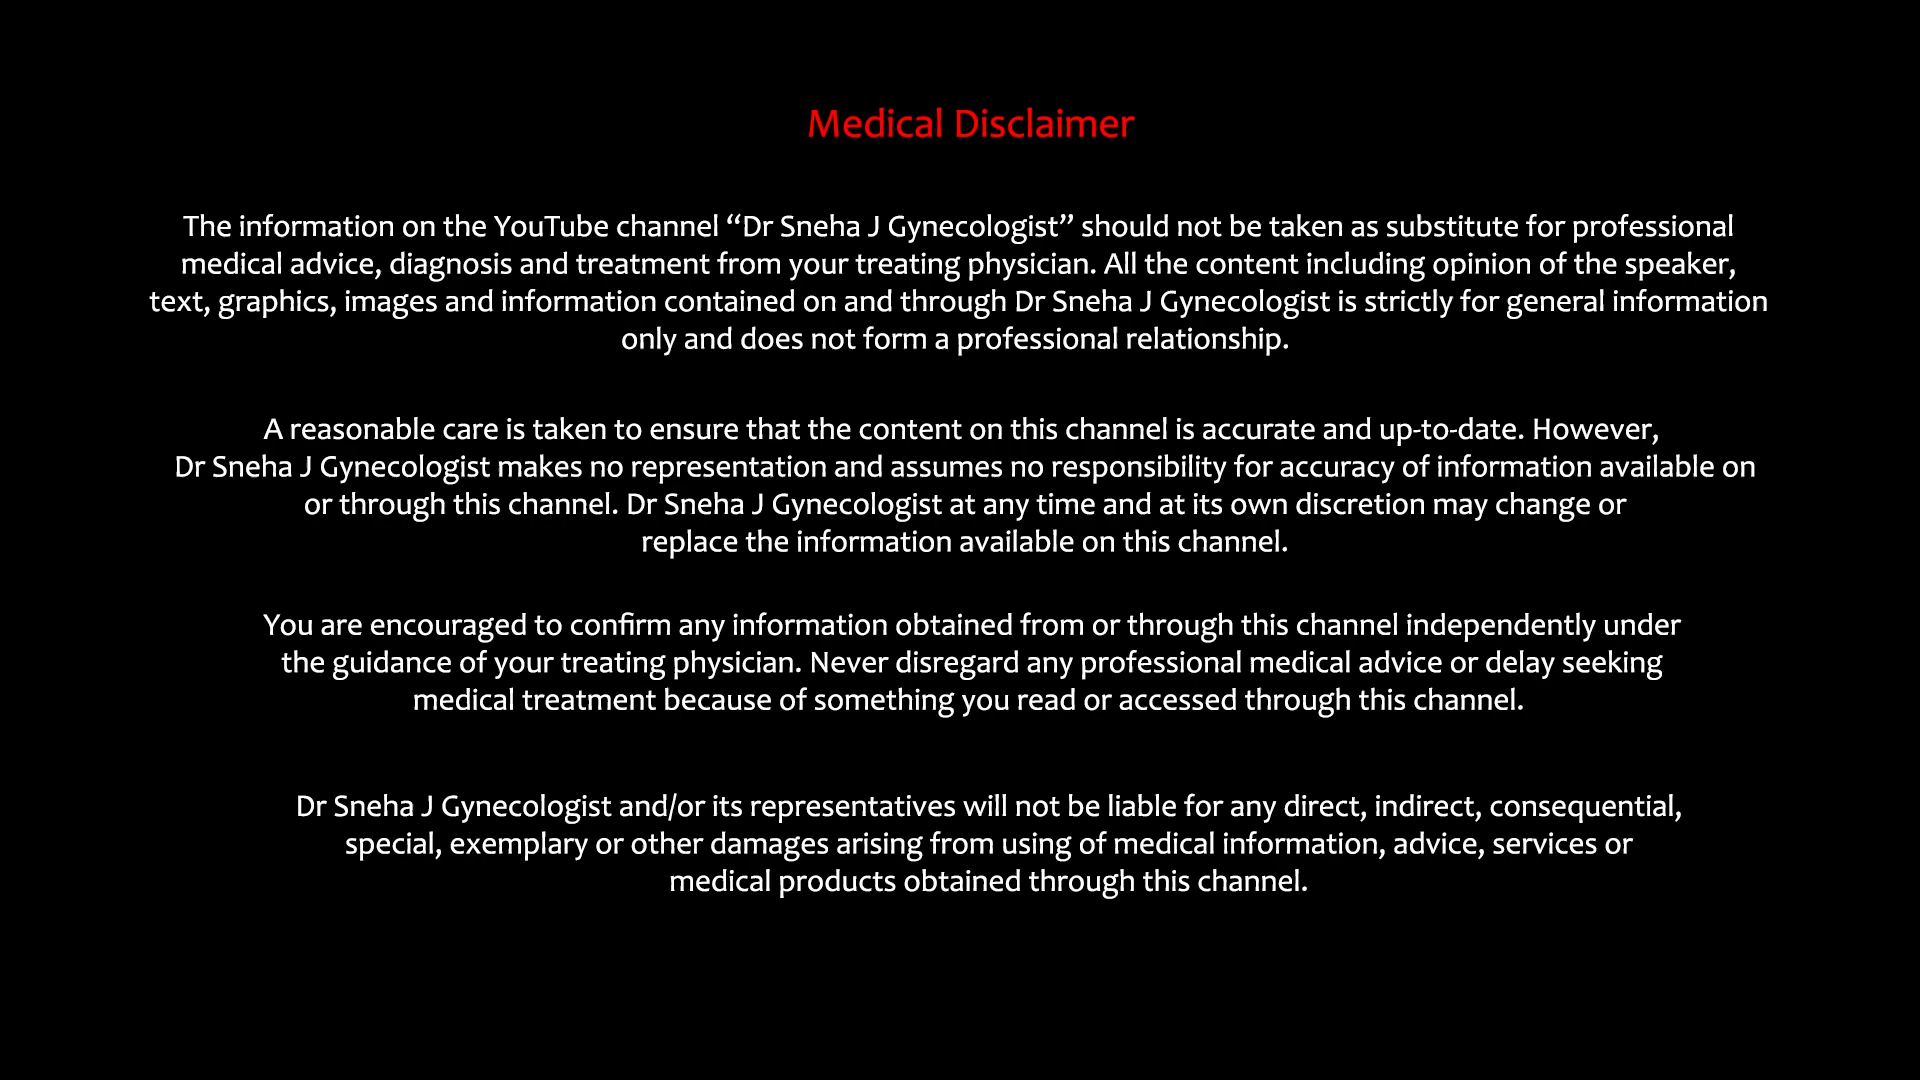 Medical Disclaimer
The information on the YouTube channel “Dr Sneha J Gynecologist” should not be taken as substitute for professional
medical advice, diagnosis and treatment from your treating physician. All the content including opinion of the speaker,
text, graphics, images and information contained on and through Dr Sneha J Gynecologist is strictly for general information
only and does not form a professional relationship.
A reasonable care is taken to ensure that the content on this channel is accurate and up-to-date. However,
Dr Sneha J Gynecologist makes no representation and assumes no responsibility for accuracy of information available on
or through this channel. Dr Sneha J Gynecologist at any time and at its own discretion may change or
replace the information available on this channel.
You are encouraged to confirm any information obtained from or through this channel independently under
the guidance of your treating physician. Never disregard any professional medical advice or delay seeking
medical treatment because of something you read or accessed through this channel.
Dr Sneha J Gynecologist and/or its representatives will not be liable for any direct, indirect, consequential,
special, exemplary or other damages arising from using of medical information, advice, services or
medical products obtained through this channel.